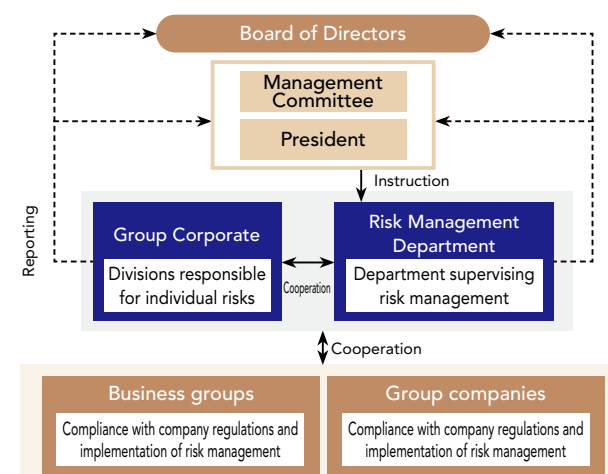 Board of Directors
Management
Committee
President
Instruction
Reporting
Group Corporate
Divisions responsible
for individual risks
Cooperation
Risk Management
Department
Department supervising
risk management
Cooperation
Business groups
Compliance with company regulations and
implementation of risk management
Group companies
Compliance with company regulations and
implementation of risk management